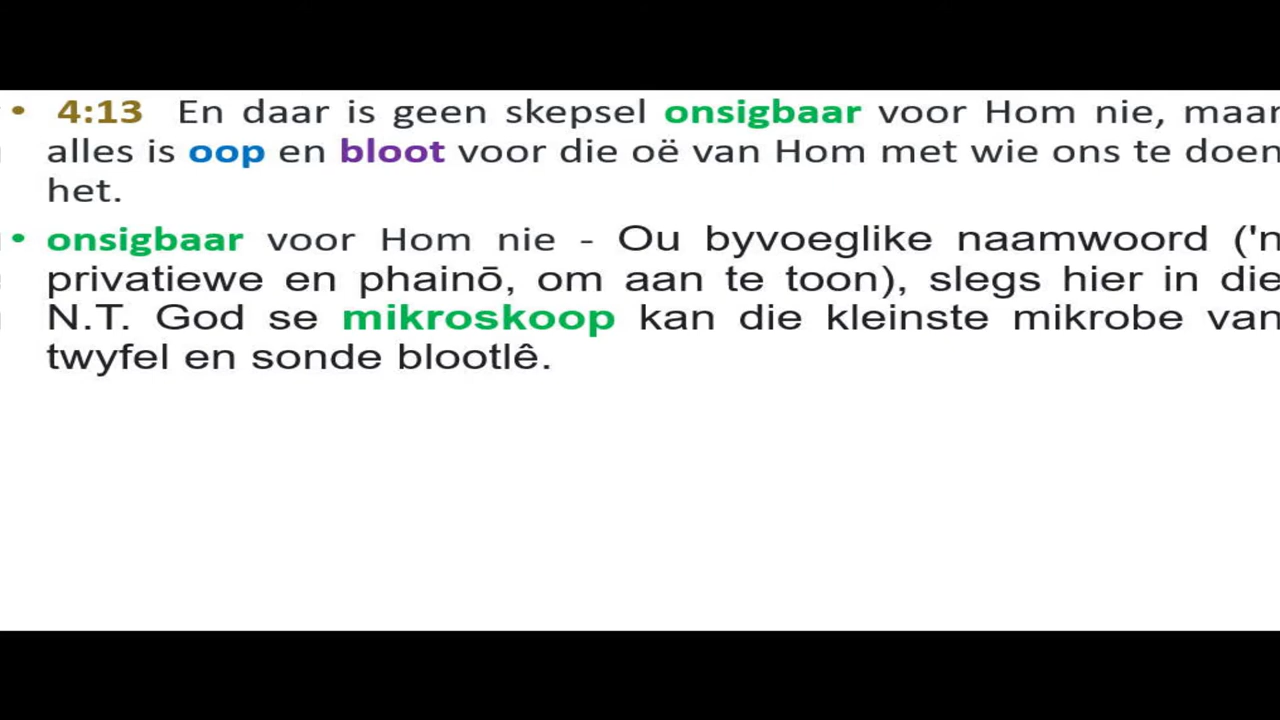 • 4:13 En daar is geen skepsel onsigbaar voor Hom nie, maar
alles is oop en bloot voor die oë van Hom met wie ons te doen
het.
• onsigbaar voor Hom nie - Ou byvoeglike naamwoord ('n
privatiewe en phainō, om aan te toon), slegs hier in die
N.T. God se mikroskoop kan die kleinste mikrobe van
twyfel en sonde blootlê.